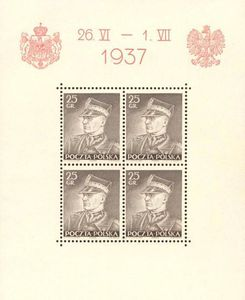 26. VI – 1. VII
1937
25 GR.
POCZTA POLSKA
25 GR.
POCZTA POLSKA
25 GR.
POCZTA POLSKA
25 GR.
POCZTA POLSKA